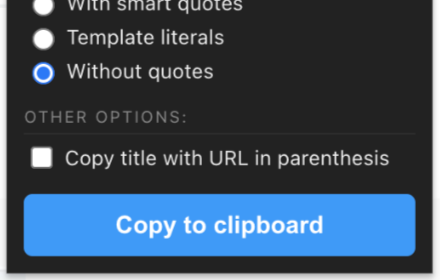 With smart quotes
Template literals
Without quotes
OTHER OPTIONS:
Copy title with URL in parenthesis
Copy to clipboard